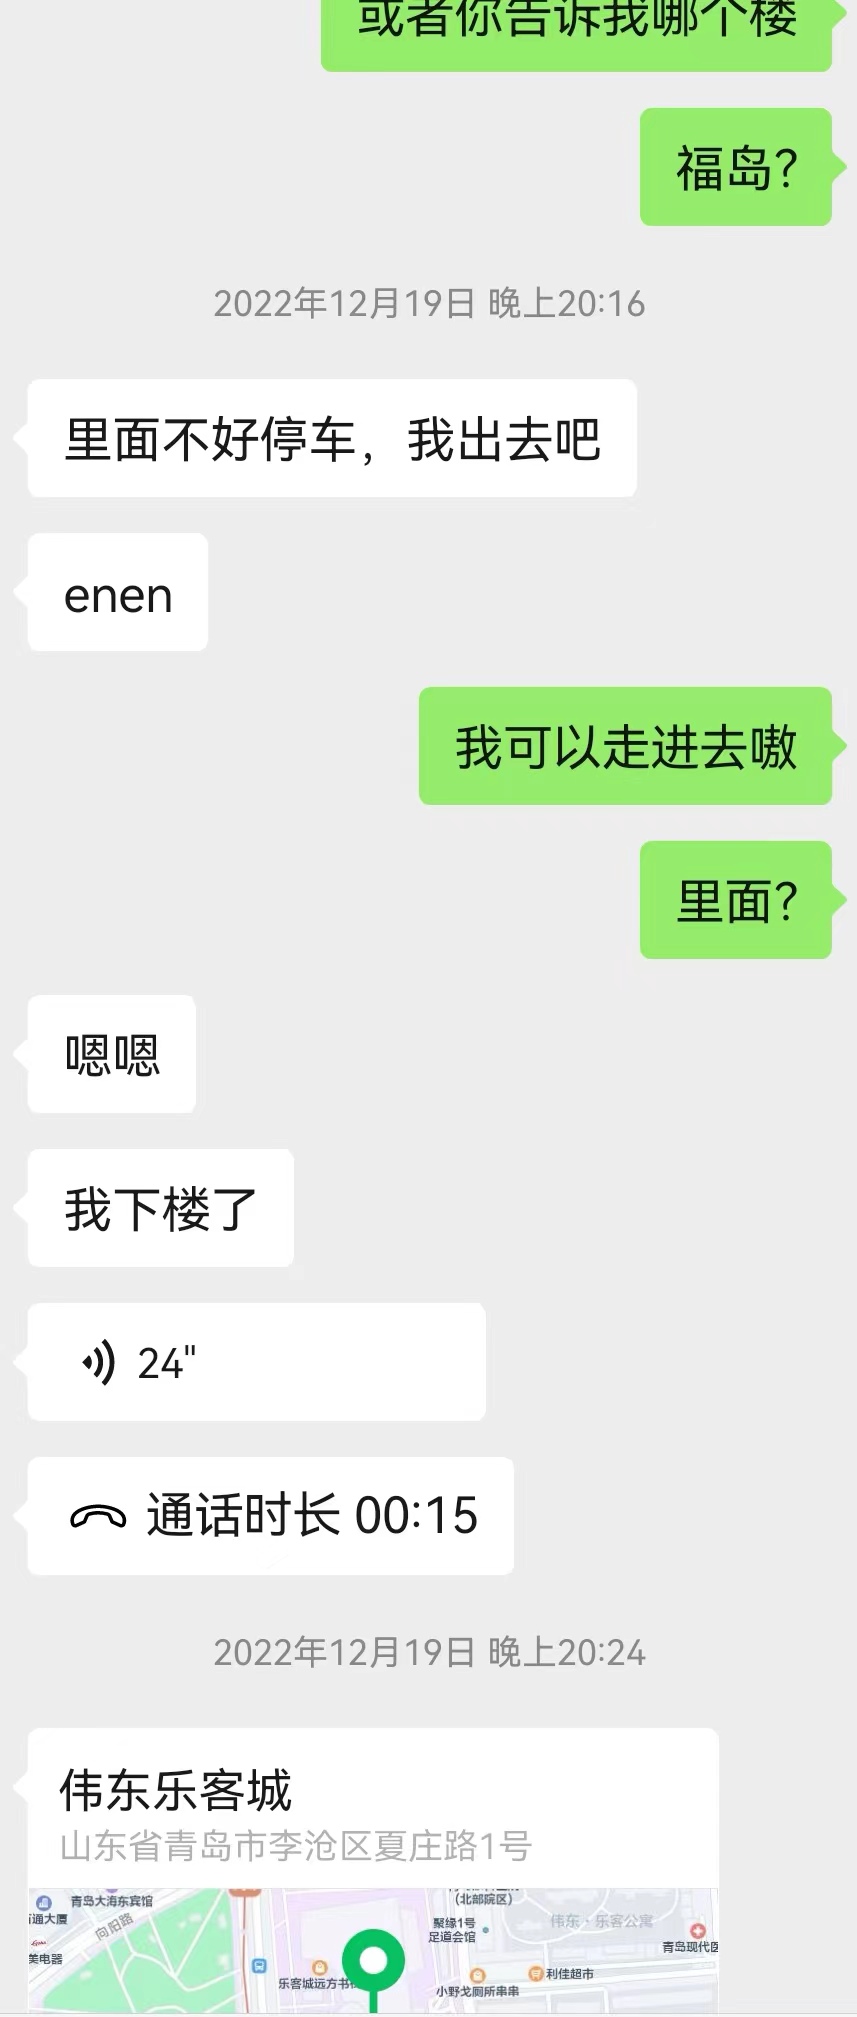 或者你告诉我哪个楼
福岛？
2022年12月19日 晚上20:16
里面不好停车，我出去吧
enen
我可以走进去嗷
里面？
嗯嗯
我下楼了
24"
通话时长 00:15
2022年12月19日 晚上20:24
伟东乐客城
山东省青岛市李沧区夏庄路1号
青岛大海东宾馆
(北部院区)
通大厦
向阳路
聚缘1号
足道会馆
伟东·乐客公寓
美电器
青岛现代医
乐客城远方书
利佳超市
小野戈厕所串串